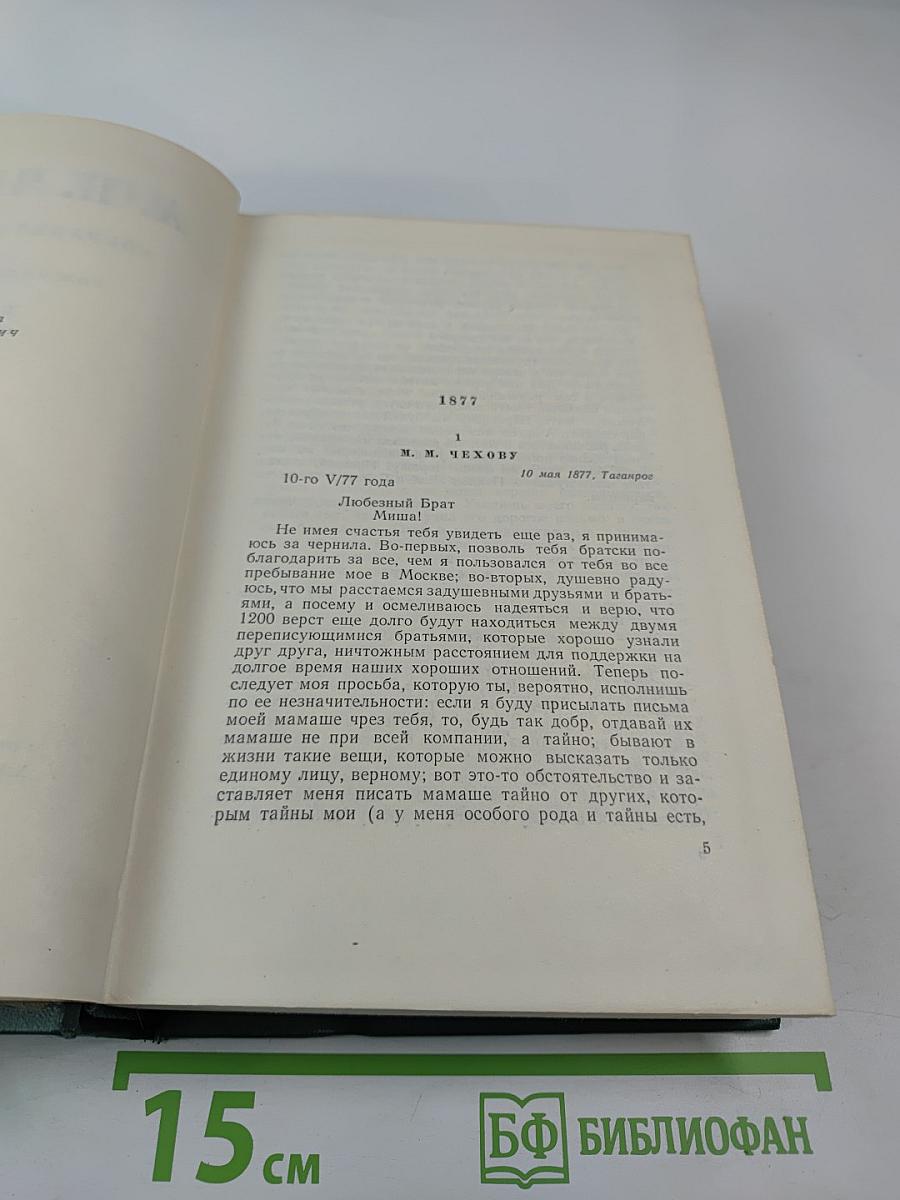 1877
1
М. М. ЧЕХОВУ
10 мая 1877, Таганрог
10-го V/77 года
Любезный Брат
Миша!
Не имея счастья тебя увидеть еще раз, я принима-
юсь за чернила. Во-первых, позволь тебя братски по-
благодарить за все, чем я пользовался от тебя во все
пребывание мое в Москве; во-вторых, душевно раду-
юсь, что мы расстаемся задушевными друзьями и брать-
ями, а посему и осмеливаюсь надеяться и верю, что
1200 верст еще долго будут находиться между двумя
переписующимися братьями, которые хорошо узнали
друг друга, ничтожным расстоянием для поддержки на
долгое время наших хороших отношений. Теперь по-
следует моя просьба, которую ты, вероятно, исполнишь
по ее незначительности: если я буду присылать письма
моей мамаше чрез тебя, то, будь так добр, отдавай их
мамаше не при всей компании, а тайно; бывают в
жизни такие вещи, которые можно высказать только
единому лицу, верному; вот это-то обстоятельство и за-
ставляет меня писать мамаше тайно от других, кото-
рым тайны мои (а у меня особого рода и тайны есть,
5
15 см
БФ БИБЛИОФАН